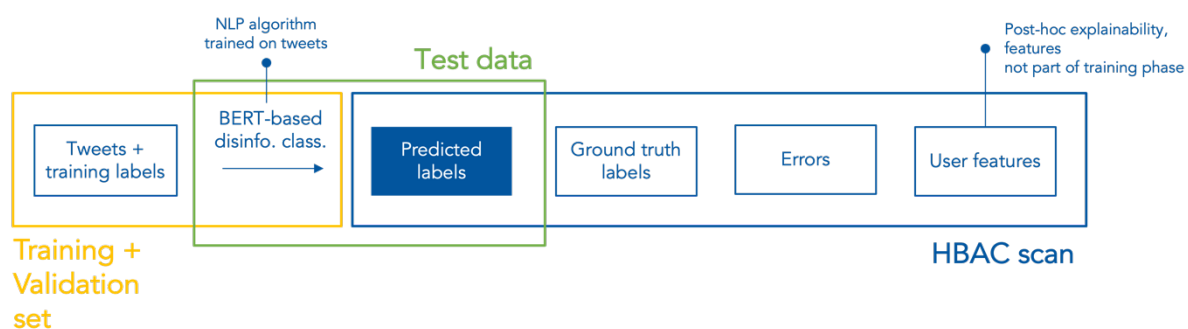 NLP algorithm
trained on tweets
Test data
Post-hoc explainability,
features
not part of training phase
Tweets +
training labels
BERT-based
disinfo. class.
Predicted
labels
Ground truth
labels
Errors
User features
Training +
Validation
set
HBAC scan